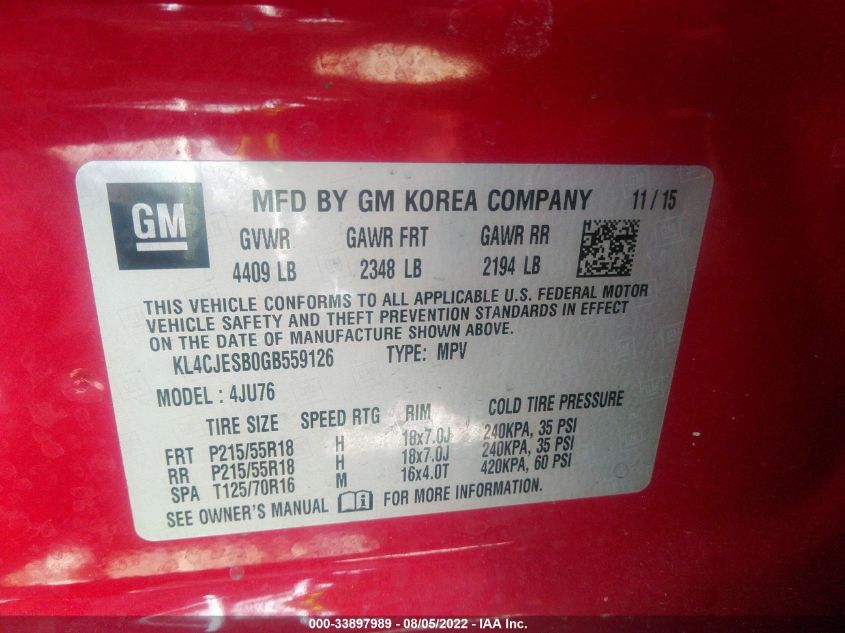 GM
MFD BY GM KOREA COMPANY 11/15
GVWR GAWR FRT GAWR RR
4409 LB 2348 LB 2194 LB
THIS VEHICLE CONFORMS TO ALL APPLICABLE U.S. FEDERAL MOTOR
VEHICLE SAFETY AND THEFT PREVENTION STANDARDS IN EFFECT
ON THE DATE OF MANUFACTURE SHOWN ABOVE.
KL4CJESB0GB559126 TYPE: MPV
MODEL : 4JU76
TIRE SIZE SPEED RTG RIM COLD TIRE PRESSURE
FRT P215/55R18 H 18x7.0J 240KPA, 35 PSI
RR P215/55R18 H 18x7.0J 240KPA, 35 PSI
SPA T125/70R16 M 16x4.0T 420KPA, 60 PSI
SEE OWNER'S MANUAL FOR MORE INFORMATION.
000-33897989 - 08/05/2022 - IAA Inc.